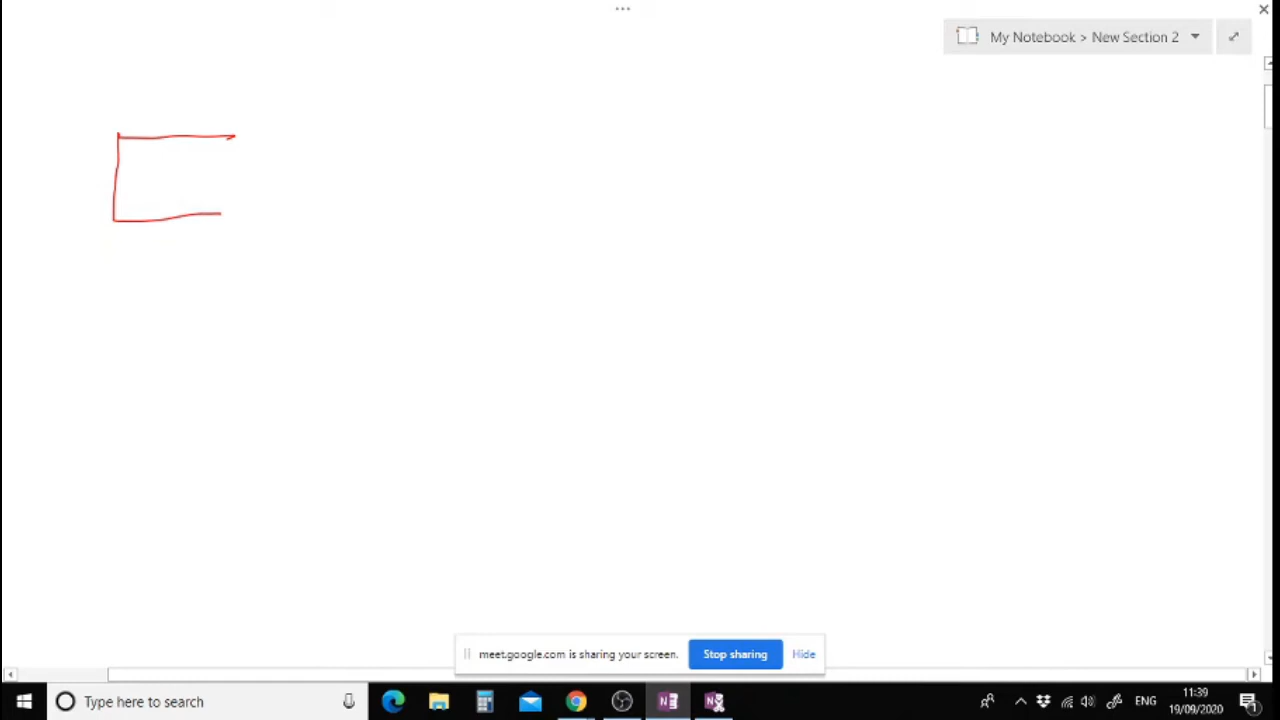 My Notebook > New Section 2
meet.google.com is sharing your screen.
Stop sharing
Hide
Type here to search
ENG
11:39
19/09/2020
1